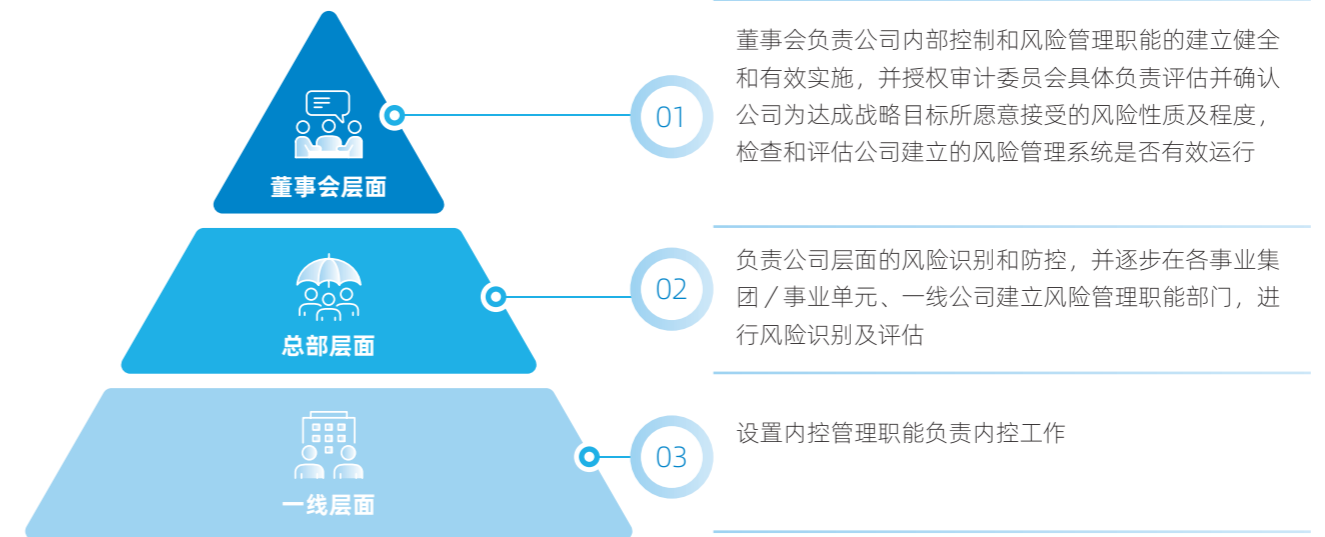 董事会层面
01
董事会负责公司内部控制和风险管理职能的建立健全
和有效实施，并授权审计委员会具体负责评估并确认
公司为达成战略目标所愿意接受的风险性质及程度，
检查和评估公司建立的风险管理系统是否有效运行
总部层面
02
负责公司层面的风险识别和防控，并逐步在各事业集
团／事业单元、一线公司建立风险管理职能部门，进
行风险识别及评估
一线层面
03
设置内控管理职能负责内控工作